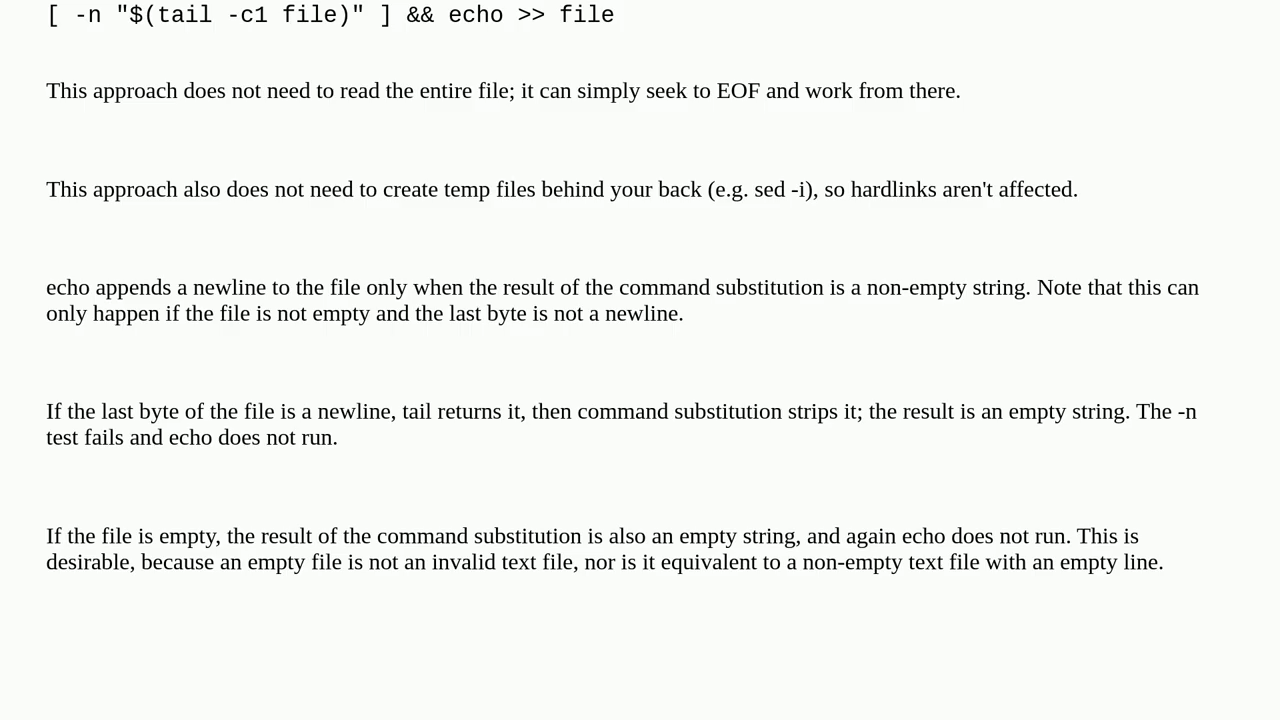 [ -n "$(tail -c1 file)" ] && echo >> file
This approach does not need to read the entire file; it can simply seek to EOF and work from there.
This approach also does not need to create temp files behind your back (e.g. sed -i), so hardlinks aren't affected.
echo appends a newline to the file only when the result of the command substitution is a non-empty string. Note that this can
only happen if the file is not empty and the last byte is not a newline.
If the last byte of the file is a newline, tail returns it, then command substitution strips it; the result is an empty string. The -n
test fails and echo does not run.
If the file is empty, the result of the command substitution is also an empty string, and again echo does not run. This is
desirable, because an empty file is not an invalid text file, nor is it equivalent to a non-empty text file with an empty line.